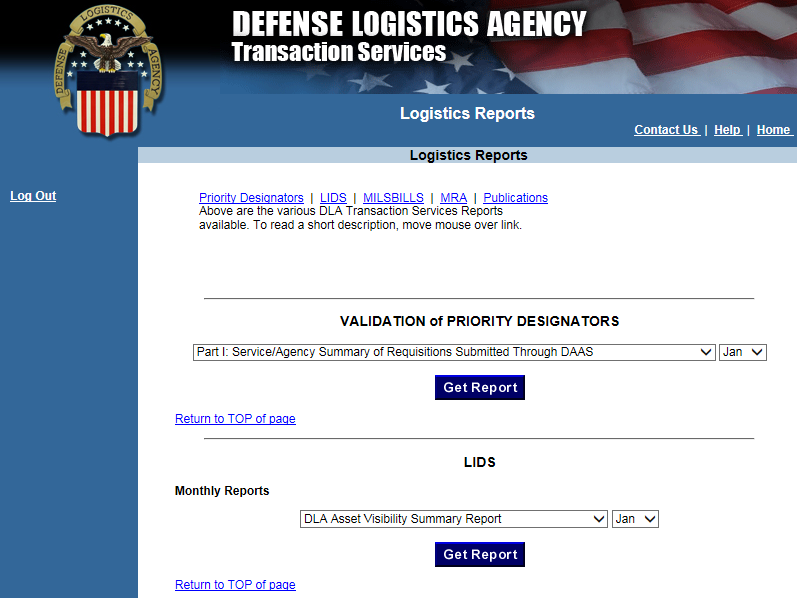 LOGISTICS
DEFENSE
AGENCY
DEFENSE LOGISTICS AGENCY
Transaction Services
Logistics Reports
Contact Us | Help | Home
Logistics Reports
Log Out
Priority Designators | LIDS | MILSBILLS | MRA | Publications
Above are the various DLA Transaction Services Reports
available. To read a short description, move mouse over link.
VALIDATION of PRIORITY DESIGNATORS
Part I: Service/Agency Summary of Requisitions Submitted Through DAAS Jan
Get Report
Return to TOP of page
LIDS
Monthly Reports
DLA Asset Visibility Summary Report Jan
Get Report
Return to TOP of page